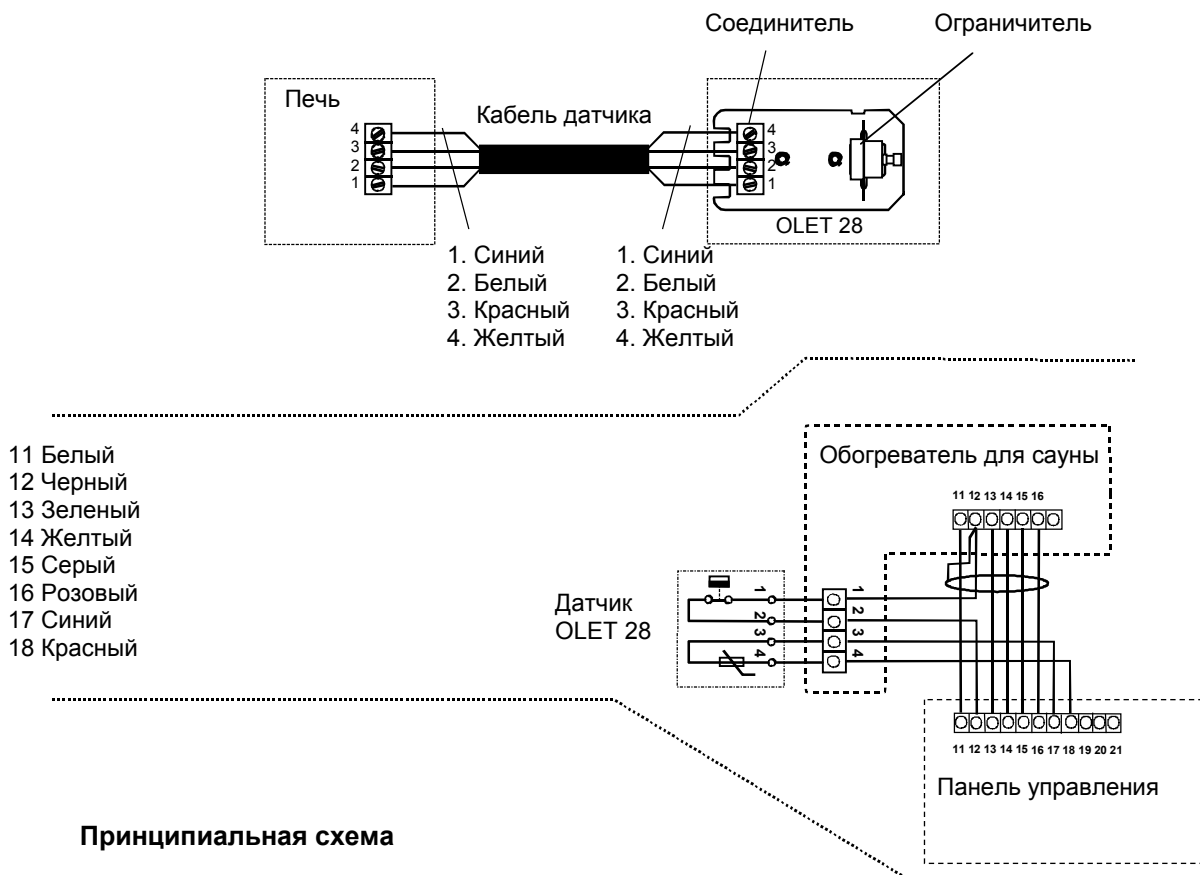 Соединитель
Ограничитель
Печь
Кабель датчика
4
3
2
1
4
3
2
1
OLET 28
1. Синий
2. Белый
3. Красный
4. Желтый
1. Синий
2. Белый
3. Красный
4. Желтый
11 Белый
12 Черный
13 Зеленый
14 Желтый
15 Серый
16 Розовый
17 Синий
18 Красный
Обогреватель для сауны
11 12 13 14 15 16
Датчик
OLET 28
1
2
3
4
1
2
3
4
11 12 13 14 15 16 17 18 19 20 21
Панель управления
Принципиальная схема